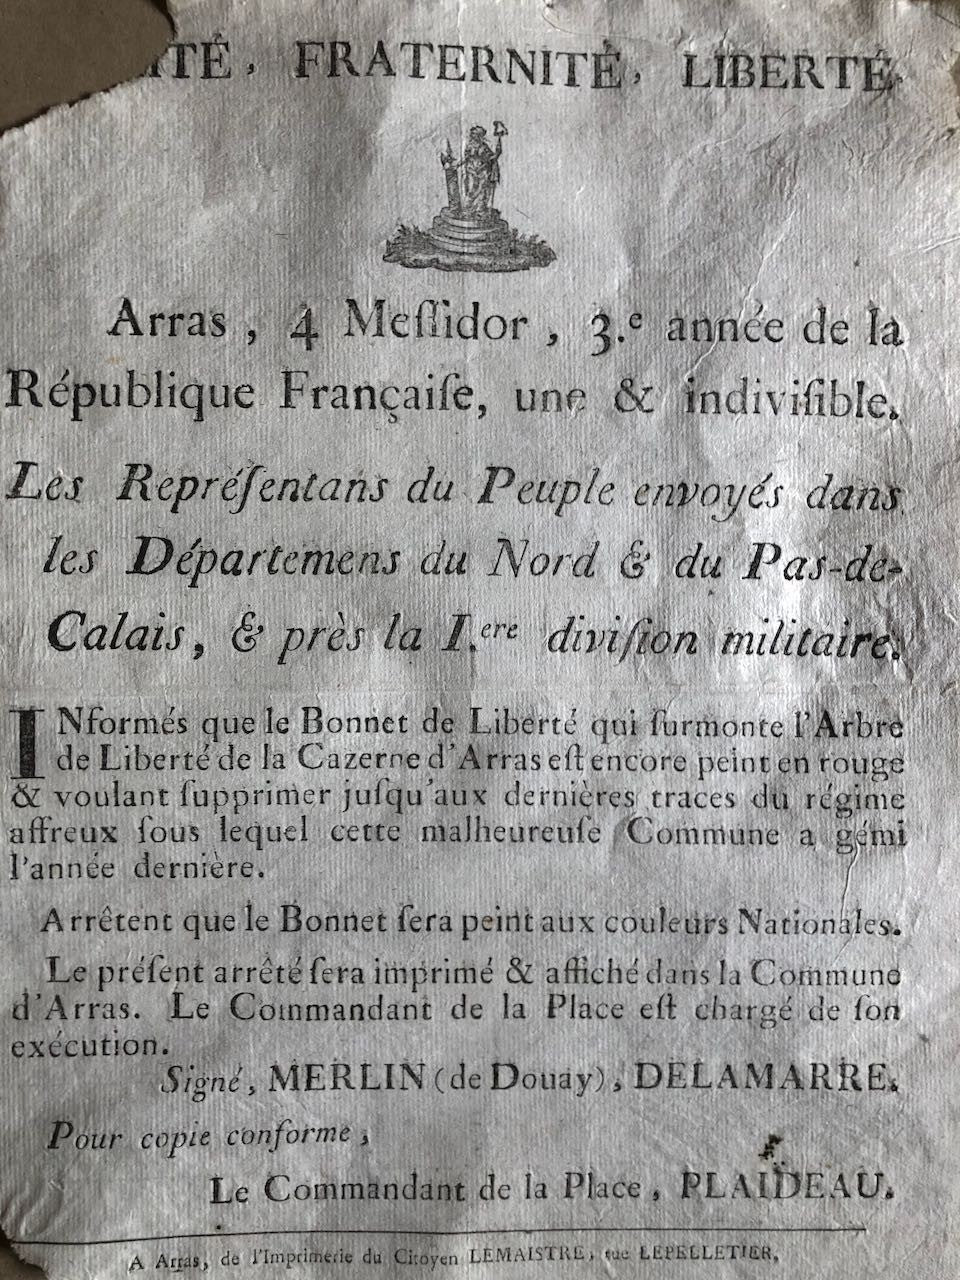 ITÉ, FRATERNITÉ, LIBERTÉ
Arras, 4 Meſſidor, 3.e année de la
République Françaiſe, une & indiviſible.
Les Repréſentans du Peuple envoyés dans
les Départemens du Nord & du Pas-de-
Calais, & près la I.ere diviſion militaire.
INformés que le Bonnet de Liberté qui ſurmonte l'Arbre
de Liberté de la Cazerne d'Arras eſt encore peint en rouge
& voulant ſupprimer juſqu'aux dernières traces du régime
affreux ſous lequel cette malheureuſe Commune a gémi
l'année dernière.
Arrêtent que le Bonnet ſera peint aux couleurs Nationales.
Le préſent arrêté ſera imprimé & affiché dans la Commune
d'Arras. Le Commandant de la Place eſt chargé de ſon
exécution.
Signé, MERLIN (de Douay), DELAMARRE.
Pour copie conforme,
Le Commandant de la Place, PLAIDEAU.
A Arras, de l'Imprimerie du Citoyen LEMAISTRE, rue LEPELLETIER,